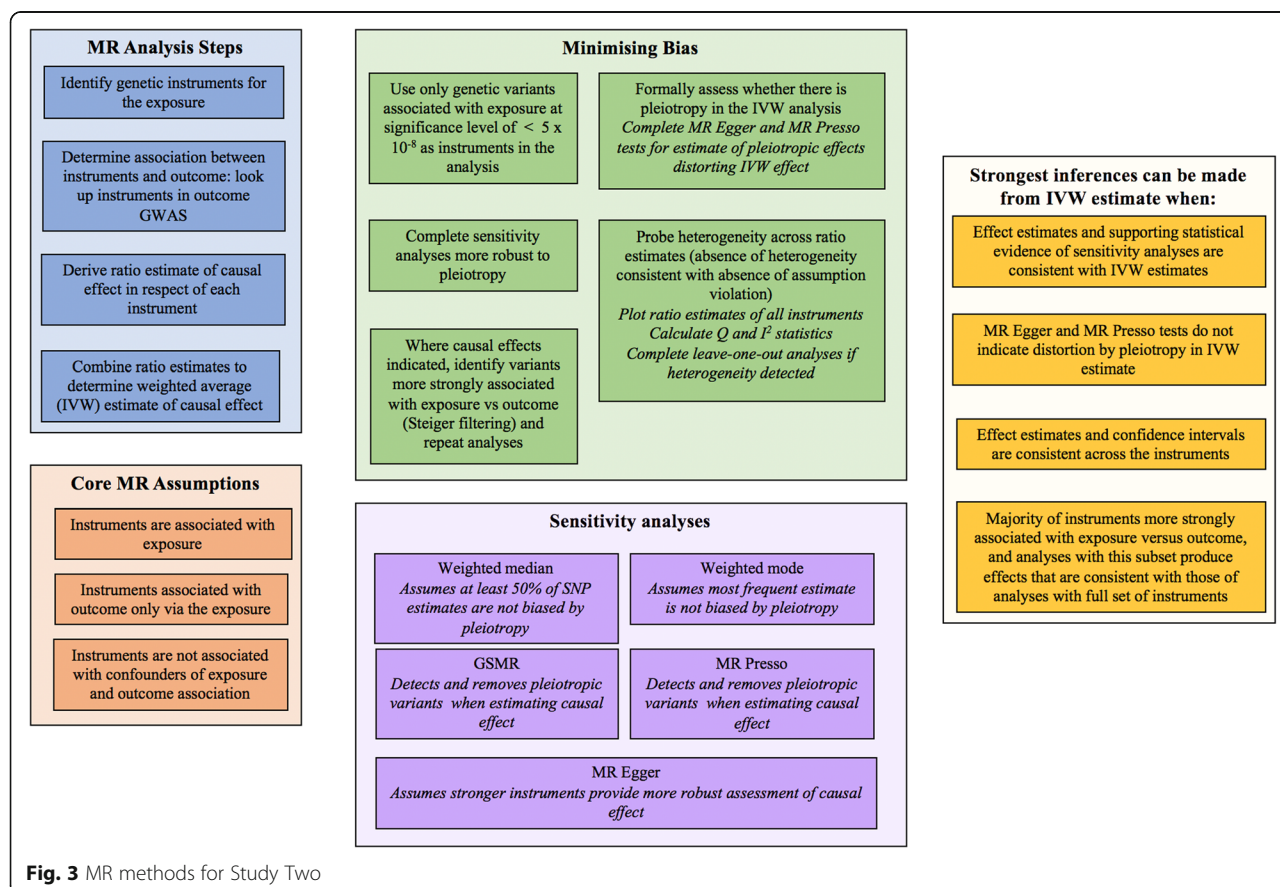 MR Analysis Steps
Identify genetic instruments for
the exposure
Determine association between
instruments and outcome: look
up instruments in outcome
GWAS
Derive ratio estimate of causal
effect in respect of each
instrument
Combine ratio estimates to
determine weighted average
(IVW) estimate of causal effect
Core MR Assumptions
Instruments are associated with
exposure
Instruments associated with
outcome only via the exposure
Instruments are not associated
with confounders of exposure
and outcome association
Minimising Bias
Use only genetic variants
associated with exposure at
significance level of < 5 x
10⁻⁸ as instruments in the
analysis
Complete sensitivity
analyses more robust to
pleiotropy
Where causal effects
indicated, identify variants
more strongly associated
with exposure vs outcome
(Steiger filtering) and
repeat analyses
Formally assess whether there is
pleiotropy in the IVW analysis
Complete MR Egger and MR Presso
tests for estimate of pleiotropic effects
distorting IVW effect
Probe heterogeneity across ratio
estimates (absence of heterogeneity
consistent with absence of assumption
violation)
Plot ratio estimates of all instruments
Calculate Q and I² statistics
Complete leave-one-out analyses if
heterogeneity detected
Sensitivity analyses
Weighted median
Assumes at least 50% of SNP
estimates are not biased by
pleiotropy
Weighted mode
Assumes most frequent estimate
is not biased by pleiotropy
GSMR
Detects and removes pleiotropic
variants when estimating causal
effect
MR Presso
Detects and removes pleiotropic
variants when estimating causal
effect
MR Egger
Assumes stronger instruments provide more robust assessment of causal
effect
Strongest inferences can be made
from IVW estimate when:
Effect estimates and supporting statistical
evidence of sensitivity analyses are
consistent with IVW estimates
MR Egger and MR Presso tests do not
indicate distortion by pleiotropy in IVW
estimate
Effect estimates and confidence intervals
are consistent across the instruments
Majority of instruments more strongly
associated with exposure versus outcome,
and analyses with this subset produce
effects that are consistent with those of
analyses with full set of instruments
Fig. 3 MR methods for Study Two